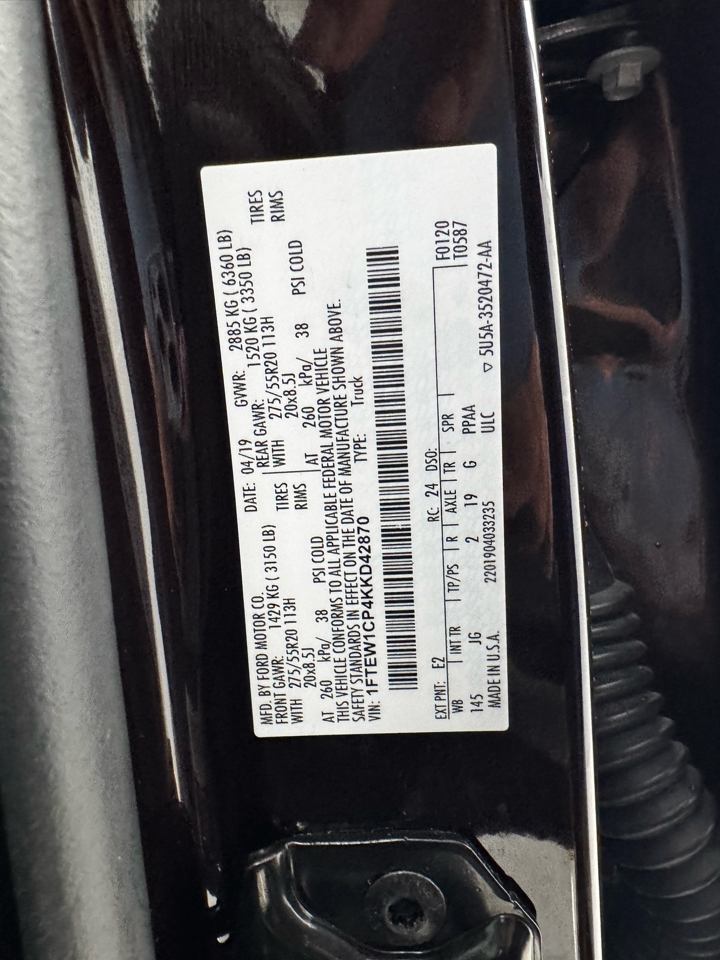 MFD. BY FORD MOTOR CO. DATE: 04/19 GVWR: 2885 KG ( 6360 LB)
FRONT GAWR: 1429 KG ( 3150 LB) REAR GAWR: 1520 KG ( 3350 LB)
WITH 275/55R20 113H TIRES WITH 275/55R20 113H TIRES
20x8.5J RIMS 20x8.5J RIMS
AT 260 kPa/ 38 PSI COLD AT 260 kPa/ 38 PSI COLD
THIS VEHICLE CONFORMS TO ALL APPLICABLE FEDERAL MOTOR VEHICLE
SAFETY STANDARDS IN EFFECT ON THE DATE OF MANUFACTURE SHOWN ABOVE.
VIN: 1FTEW1CP4KKD42870 TYPE: Truck
EXT PNT: E2 RC: 24 DSO: F0120
WB INT TR TP/PS R AXLE TR SPR T0587
145 JG 2 19 G PPAA
MADE IN U.S.A. 2201904033235 ULC ▽ 5U5A-3520472-AA